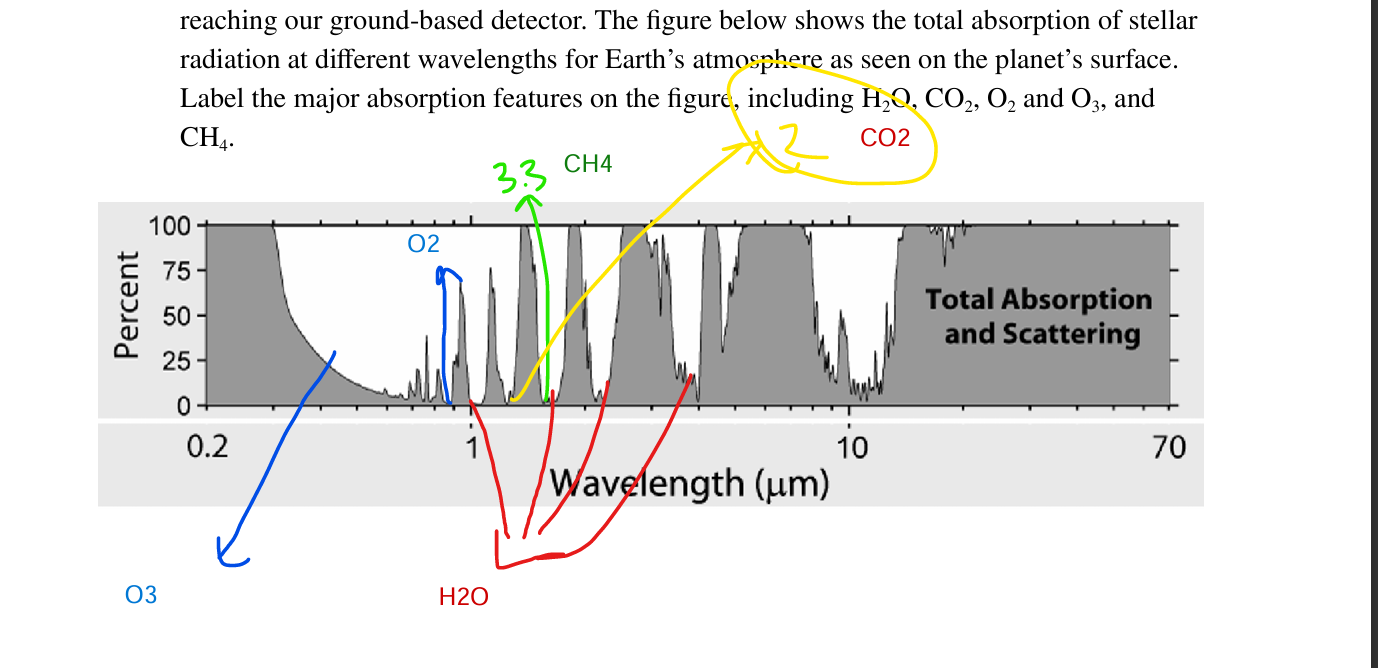 reaching our ground-based detector. The figure below shows the total absorption of stellar
radiation at different wavelengths for Earth's atmosphere as seen on the planet's surface.
Label the major absorption features on the figure, including H₂O, CO₂, O₂ and O₃, and
CH₄.
2
CO2
3.3
CH4
100
O2
75
50
25
0
Percent
Total Absorption
and Scattering
0.2
1
10
70
Wavelength (μm)
O3
H2O